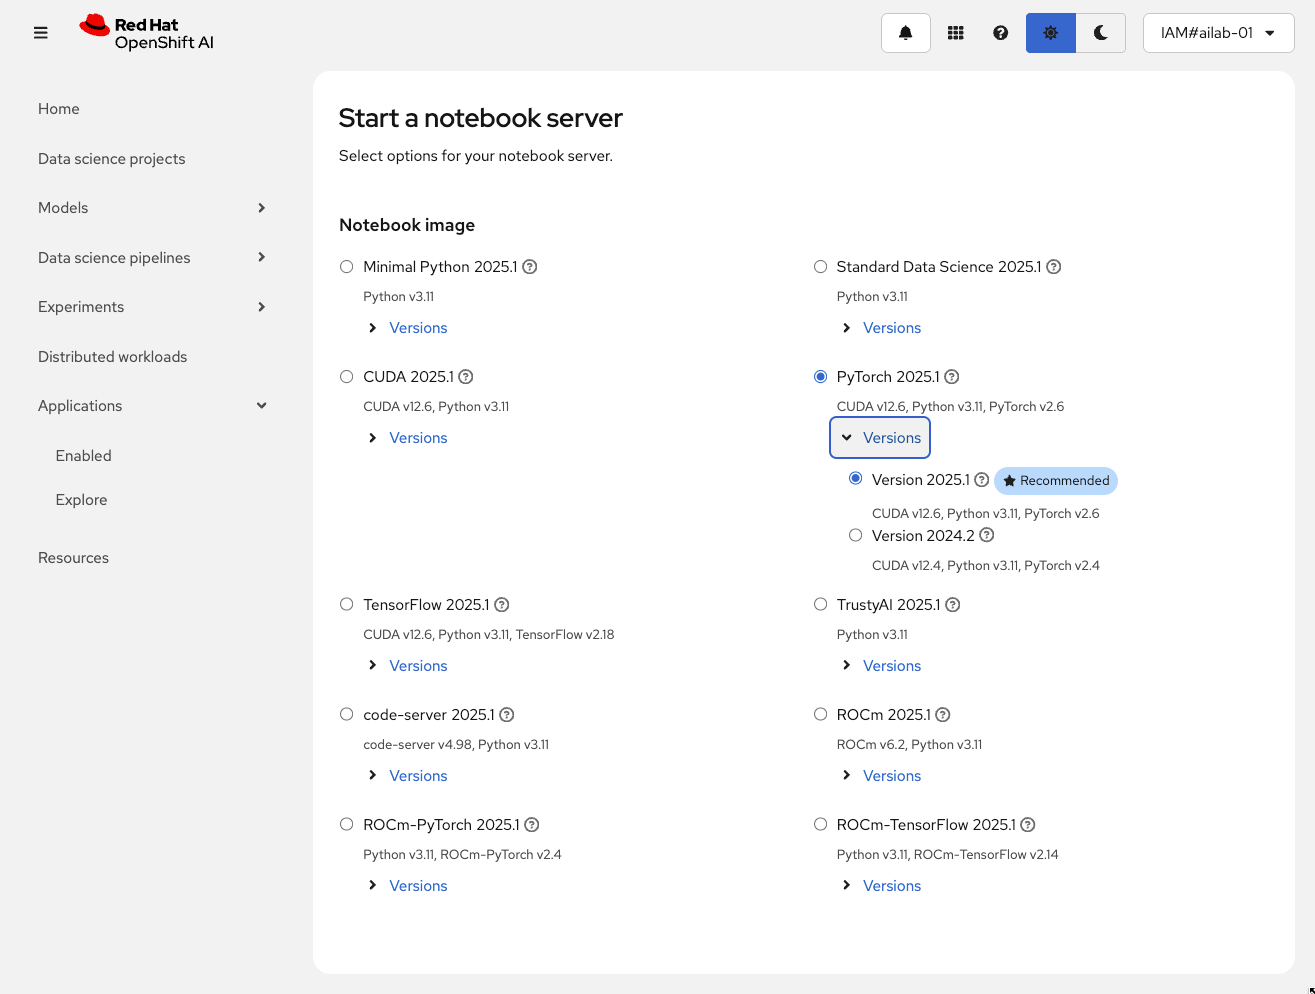 Red Hat
OpenShift AI
IAM#ailab-01
Home
Data science projects
Models
Data science pipelines
Experiments
Distributed workloads
Applications
Enabled
Explore
Resources
Start a notebook server
Select options for your notebook server.
Notebook image
Minimal Python 2025.1
Python v3.11
Versions
Standard Data Science 2025.1
Python v3.11
Versions
CUDA 2025.1
CUDA v12.6, Python v3.11
Versions
PyTorch 2025.1
CUDA v12.6, Python v3.11, PyTorch v2.6
Versions
Version 2025.1 Recommended
CUDA v12.6, Python v3.11, PyTorch v2.6
Version 2024.2
CUDA v12.4, Python v3.11, PyTorch v2.4
TensorFlow 2025.1
CUDA v12.6, Python v3.11, TensorFlow v2.18
Versions
TrustyAI 2025.1
Python v3.11
Versions
code-server 2025.1
code-server v4.98, Python v3.11
Versions
ROCm 2025.1
ROCm v6.2, Python v3.11
Versions
ROCm-PyTorch 2025.1
Python v3.11, ROCm-PyTorch v2.4
Versions
ROCm-TensorFlow 2025.1
Python v3.11, ROCm-TensorFlow v2.14
Versions